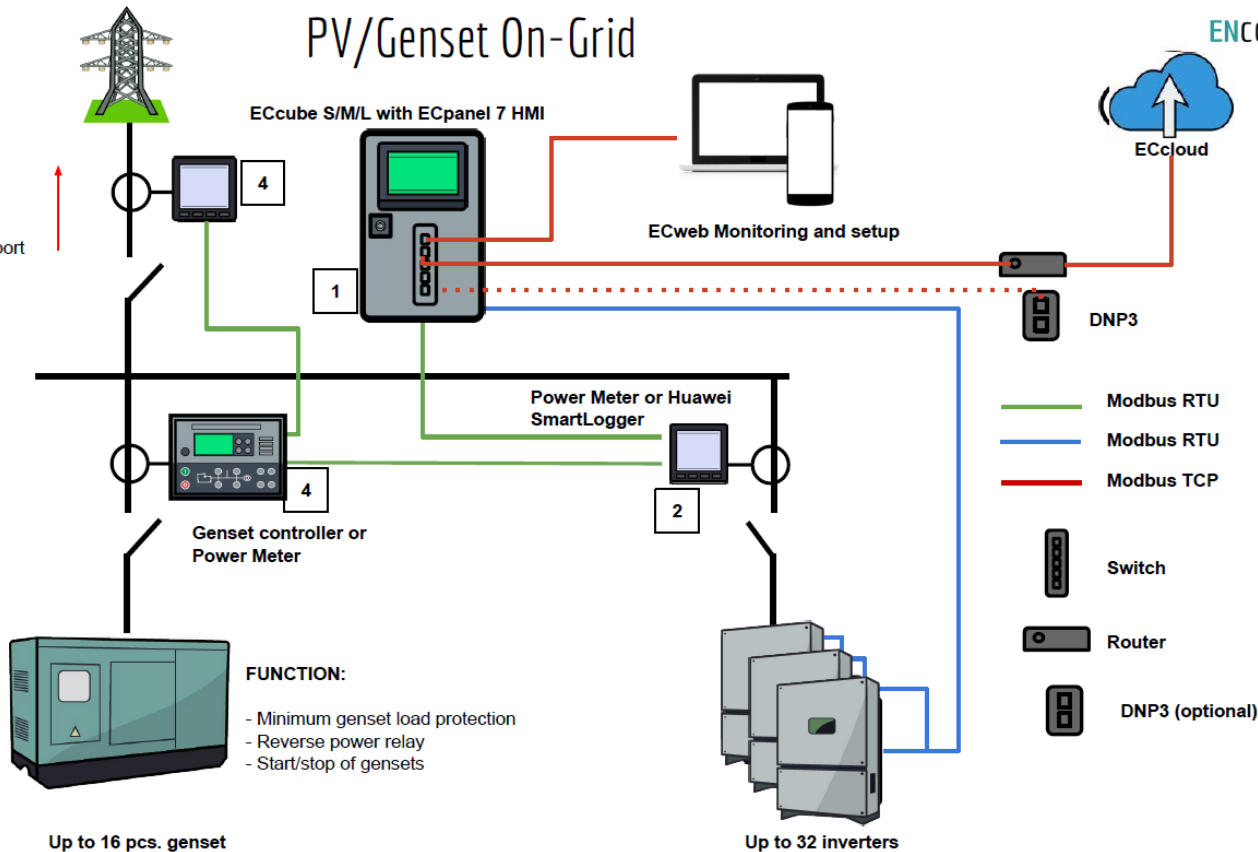 PV/Genset On-Grid
ECcube S/M/L with ECpanel 7 HMI
ECcloud
4
ECweb Monitoring and setup
1
DNP3
Power Meter or Huawei
SmartLogger
Modbus RTU
Modbus RTU
Modbus TCP
4
2
Genset controller or
Power Meter
Switch
Router
DNP3 (optional)
FUNCTION:
- Minimum genset load protection
- Reverse power relay
- Start/stop of gensets
Up to 16 pcs. genset
Up to 32 inverters